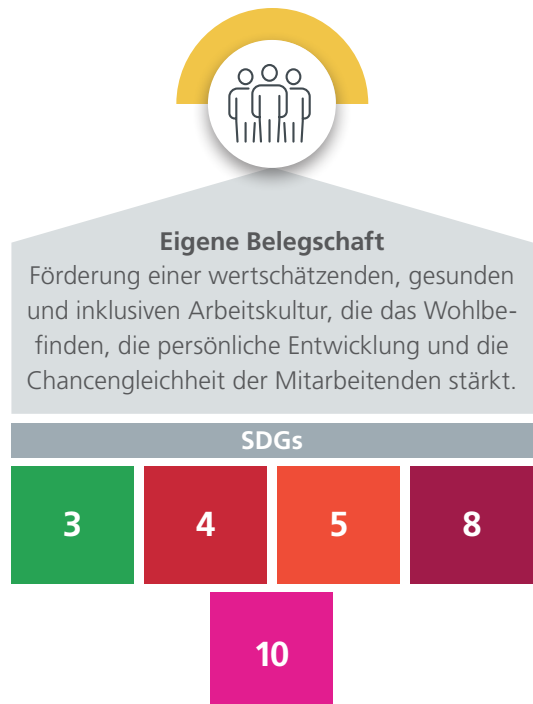 Eigene Belegschaft
Förderung einer wertschätzenden, gesunden
und inklusiven Arbeitskultur, die das Wohlbe-
finden, die persönliche Entwicklung und die
Chancengleichheit der Mitarbeitenden stärkt.
SDGs
3 4 5 8
10